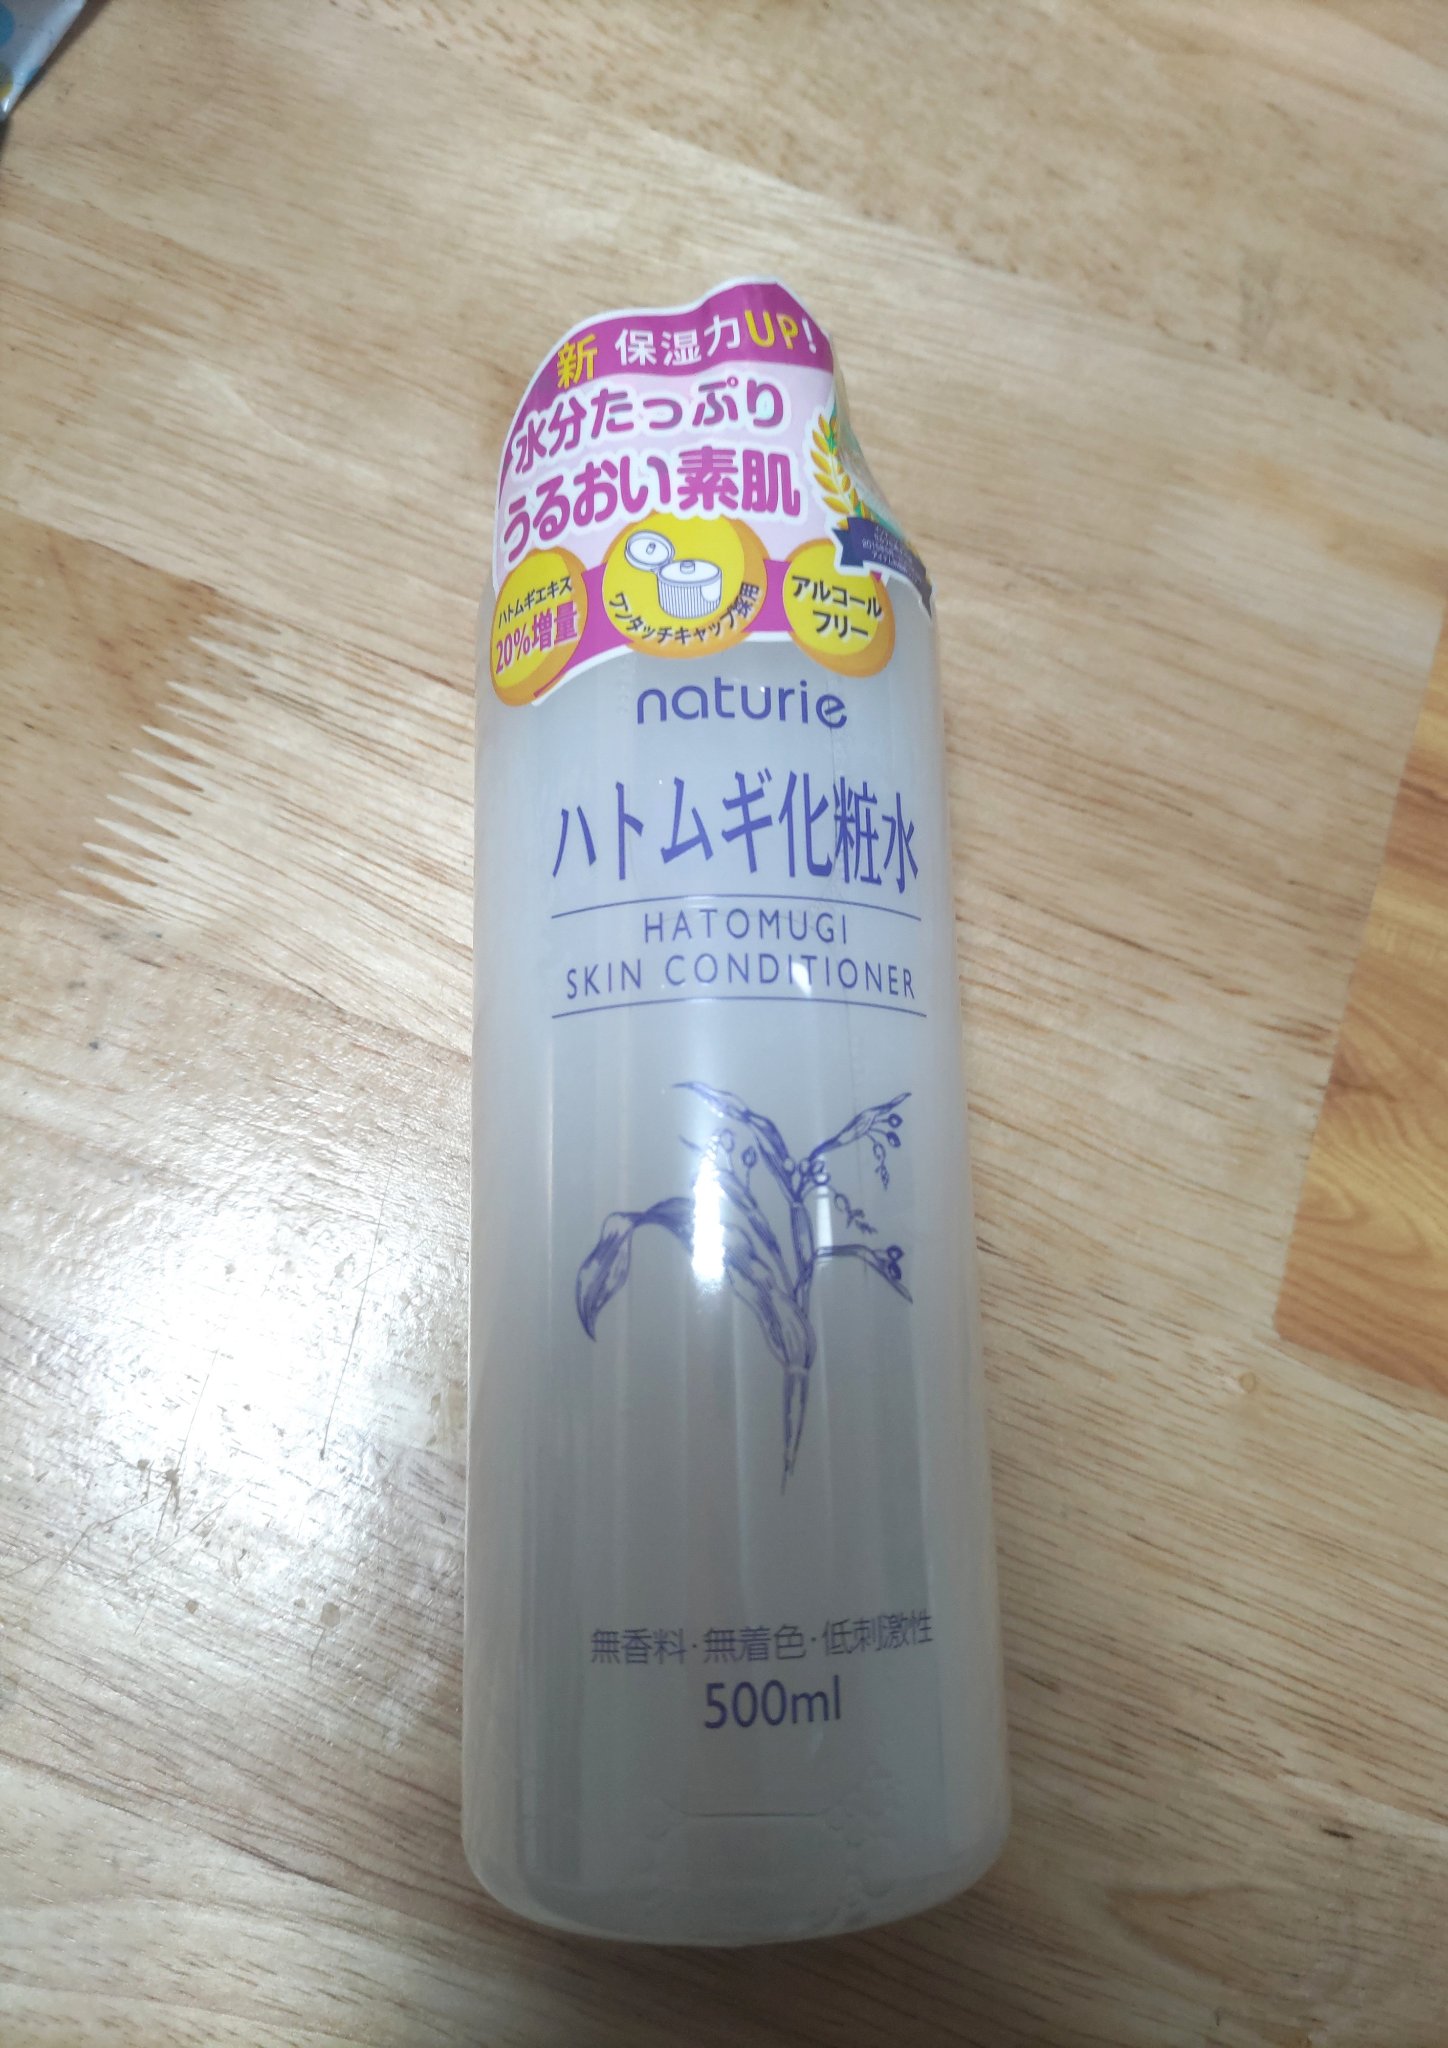 新 保湿力UP!
水分たっぷり
うるおい素肌
ハトムギエキス
20%増量
ワンタッチキャップ採用
アルコール
フリー
naturie
ハトムギ化粧水
HATOMUGI
SKIN CONDITIONER
無香料・無着色・低刺激性
500ml